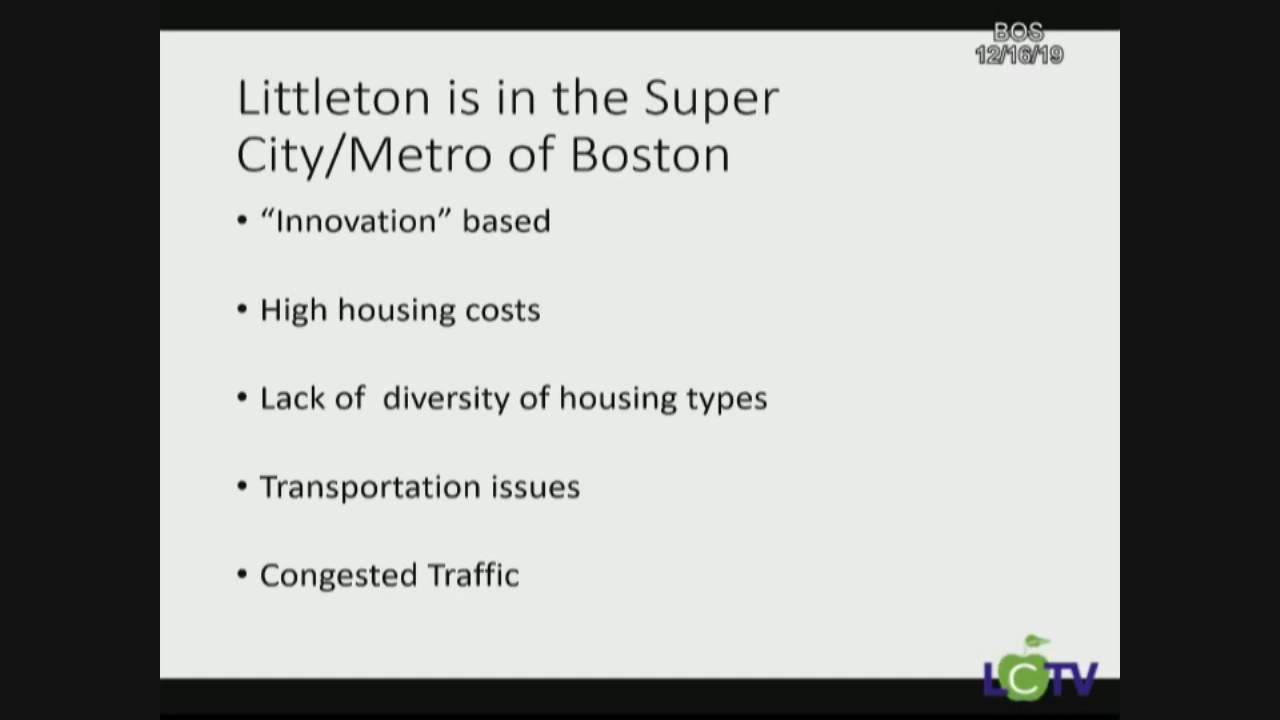 BOS
12/16/19
Littleton is in the Super
City/Metro of Boston
• “Innovation” based
• High housing costs
• Lack of  diversity of housing types
• Transportation issues
• Congested Traffic
LCTV